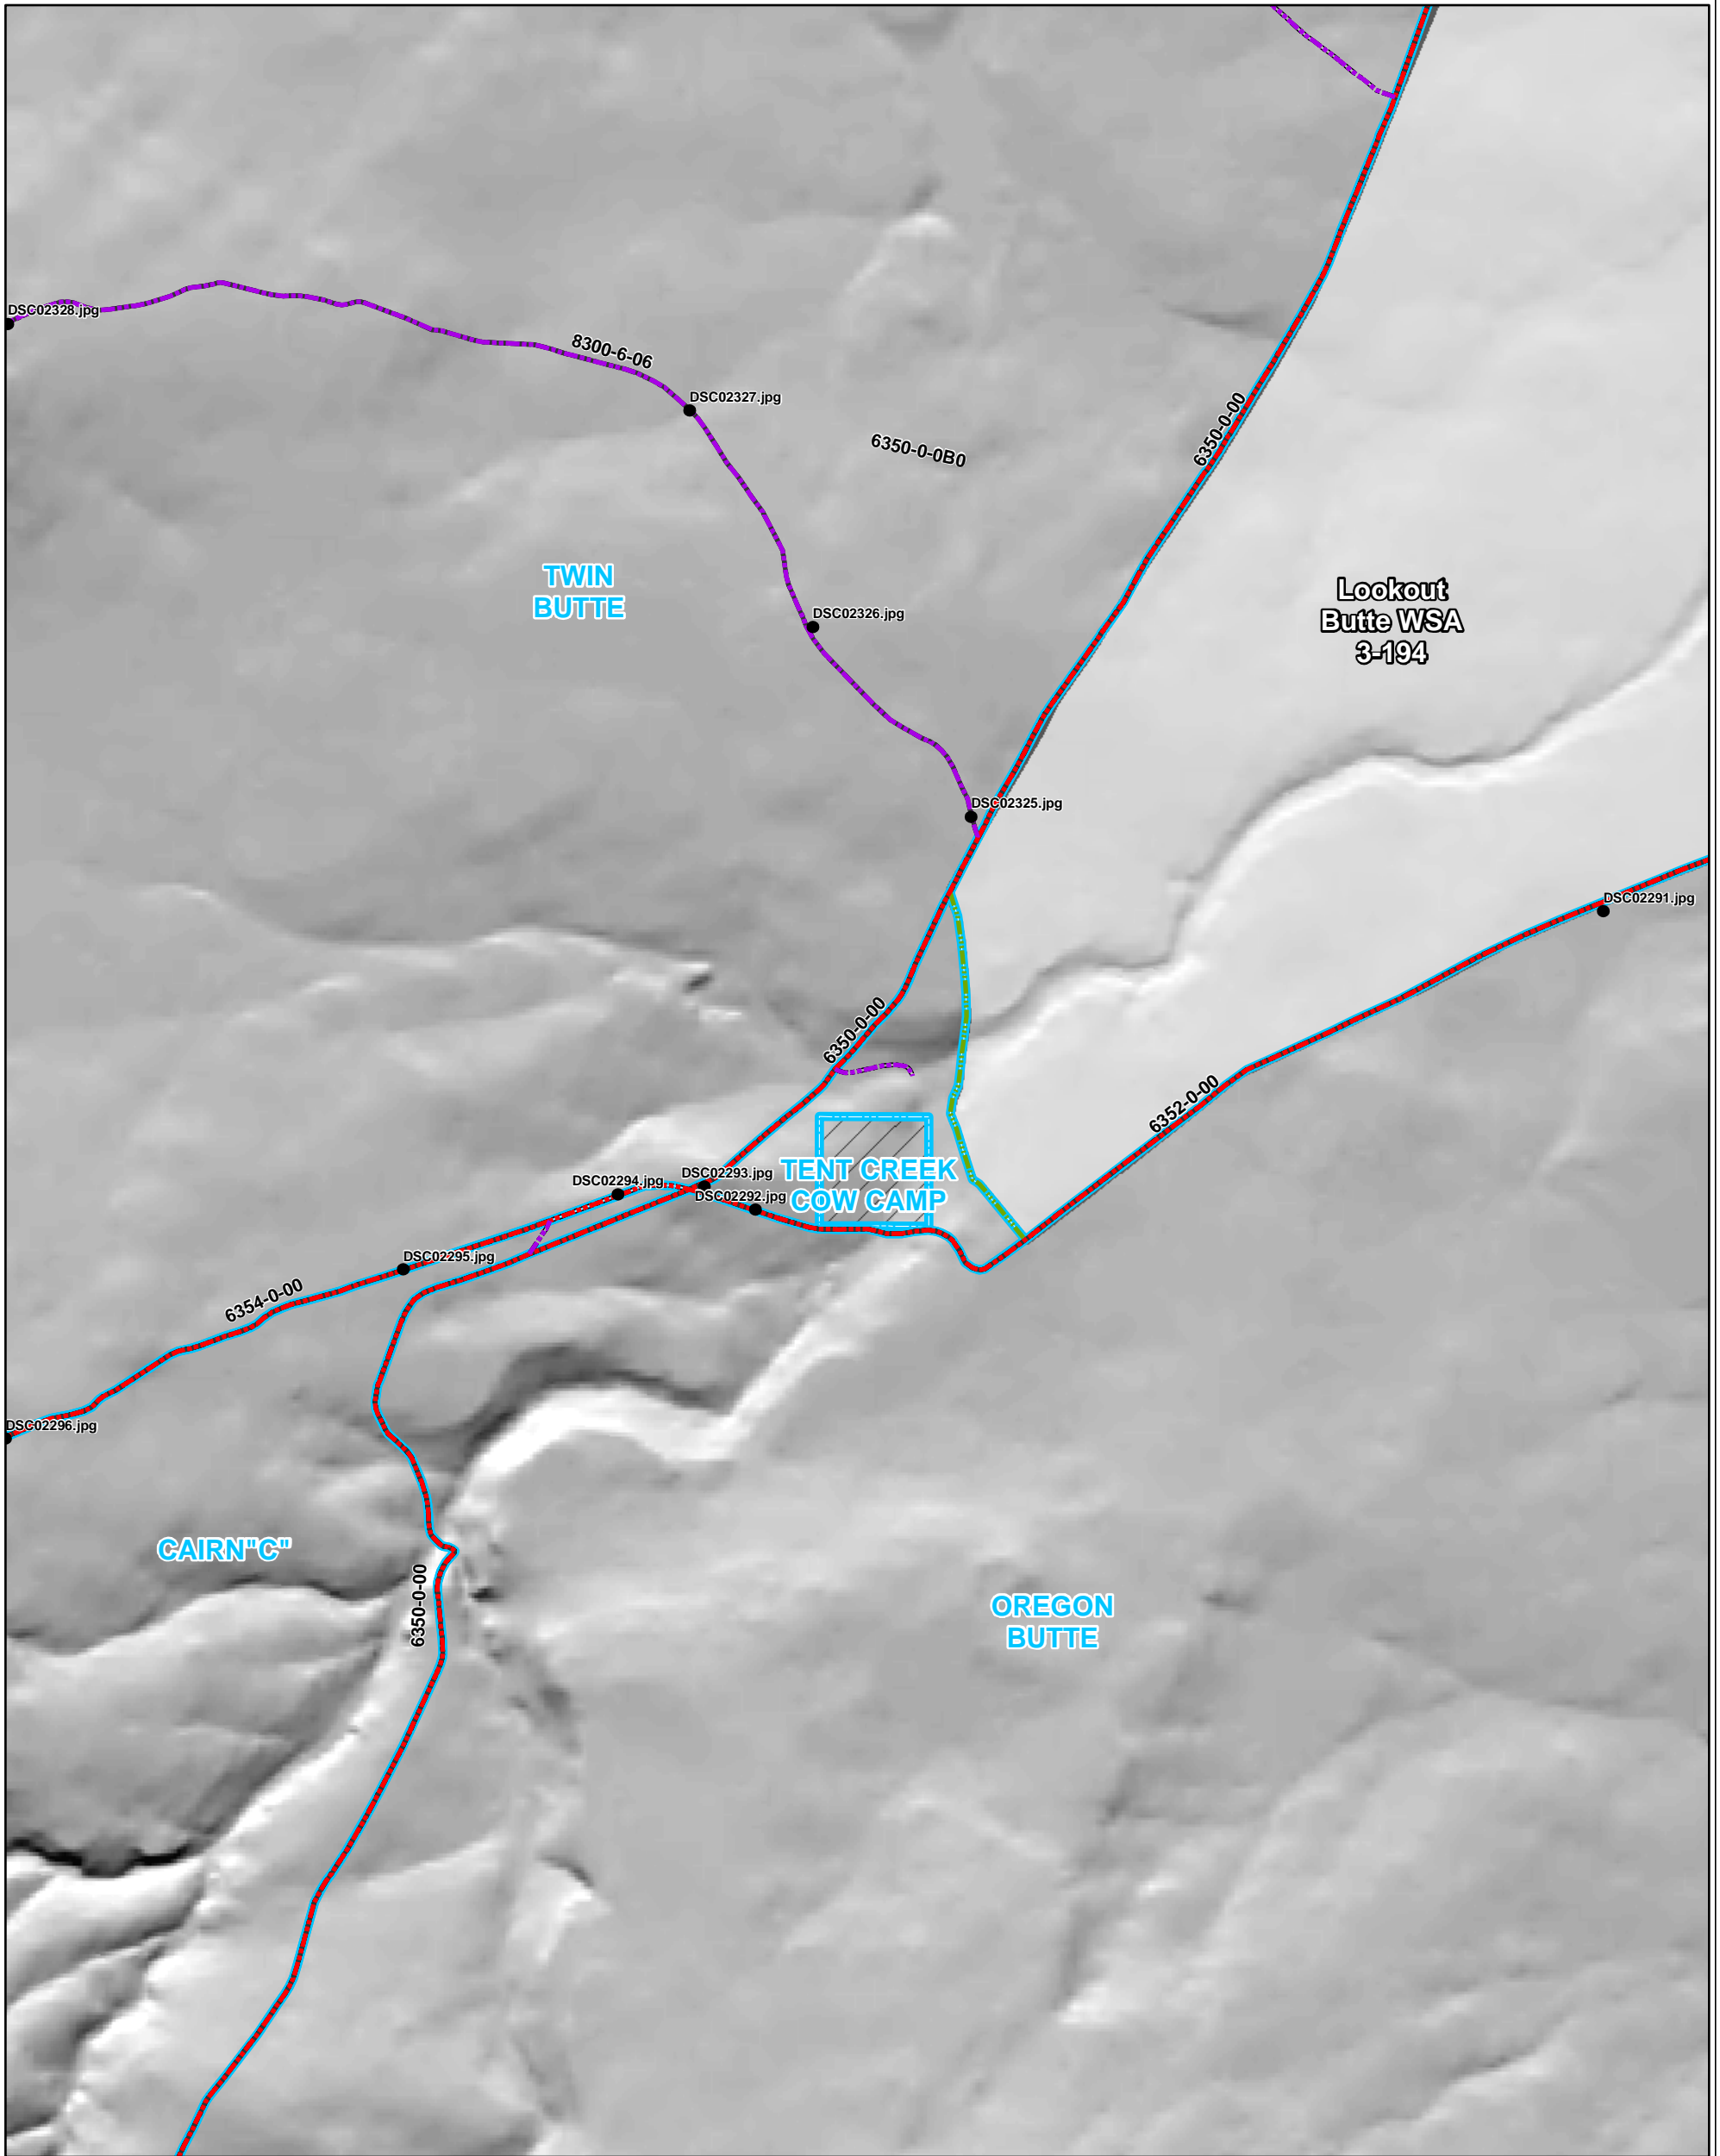 DSC02328.jpg
8300-6-06
DSC02327.jpg
6350-0-00
6350-0-0B0
TWIN
BUTTE
Lookout
Butte WSA
3-194
DSC02326.jpg
DSC02325.jpg
DSC02291.jpg
6350-0-00
6352-0-00
TENT CREEK
COW CAMP
DSC02293.jpg
DSC02294.jpg
DSC02292.jpg
DSC02295.jpg
6354-0-00
DSC02296.jpg
CAIRN"C"
6350-0-00
OREGON
BUTTE